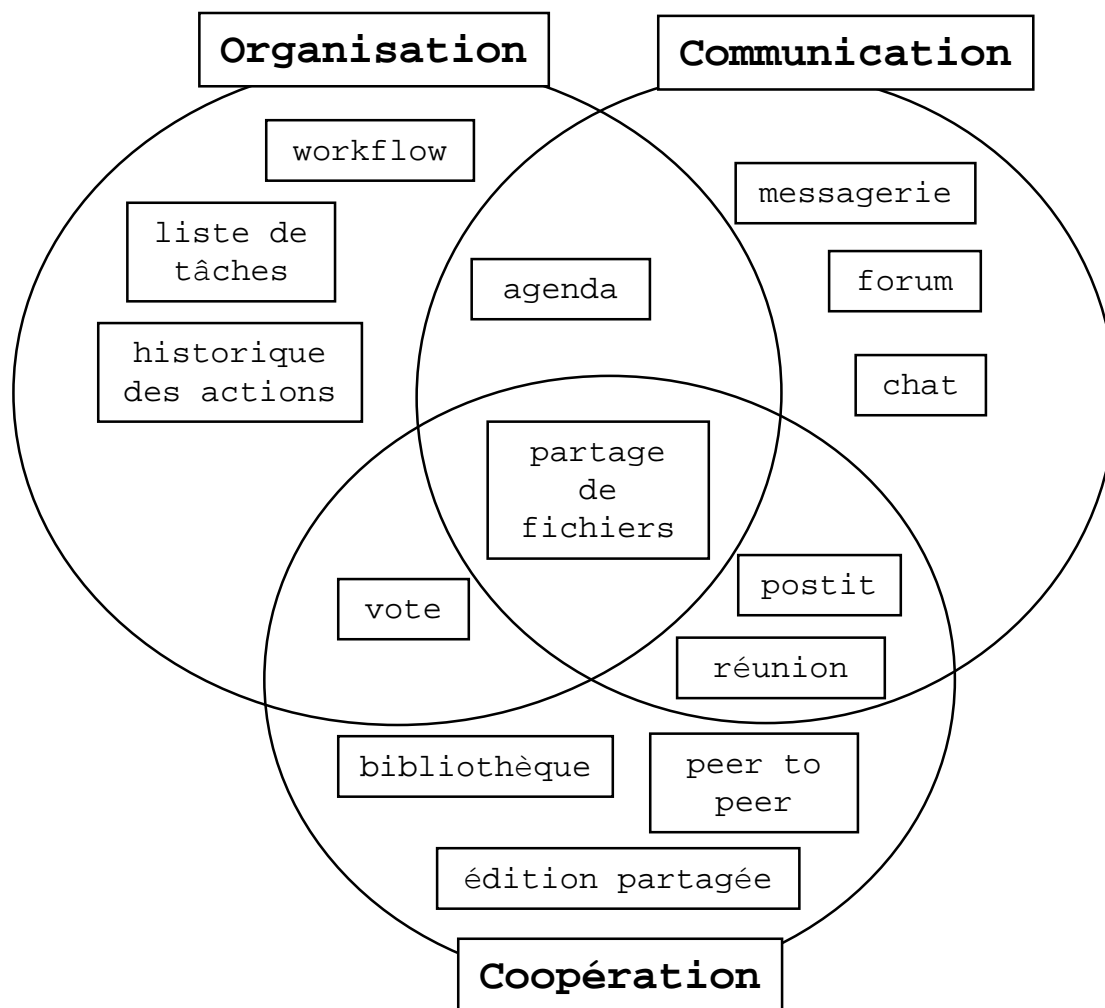 Organisation
Communication
workflow
messagerie
liste de
tâches
agenda
forum
historique
des actions
chat
partage
de
fichiers
vote
postit
réunion
bibliothèque
peer to
peer
édition partagée
Coopération